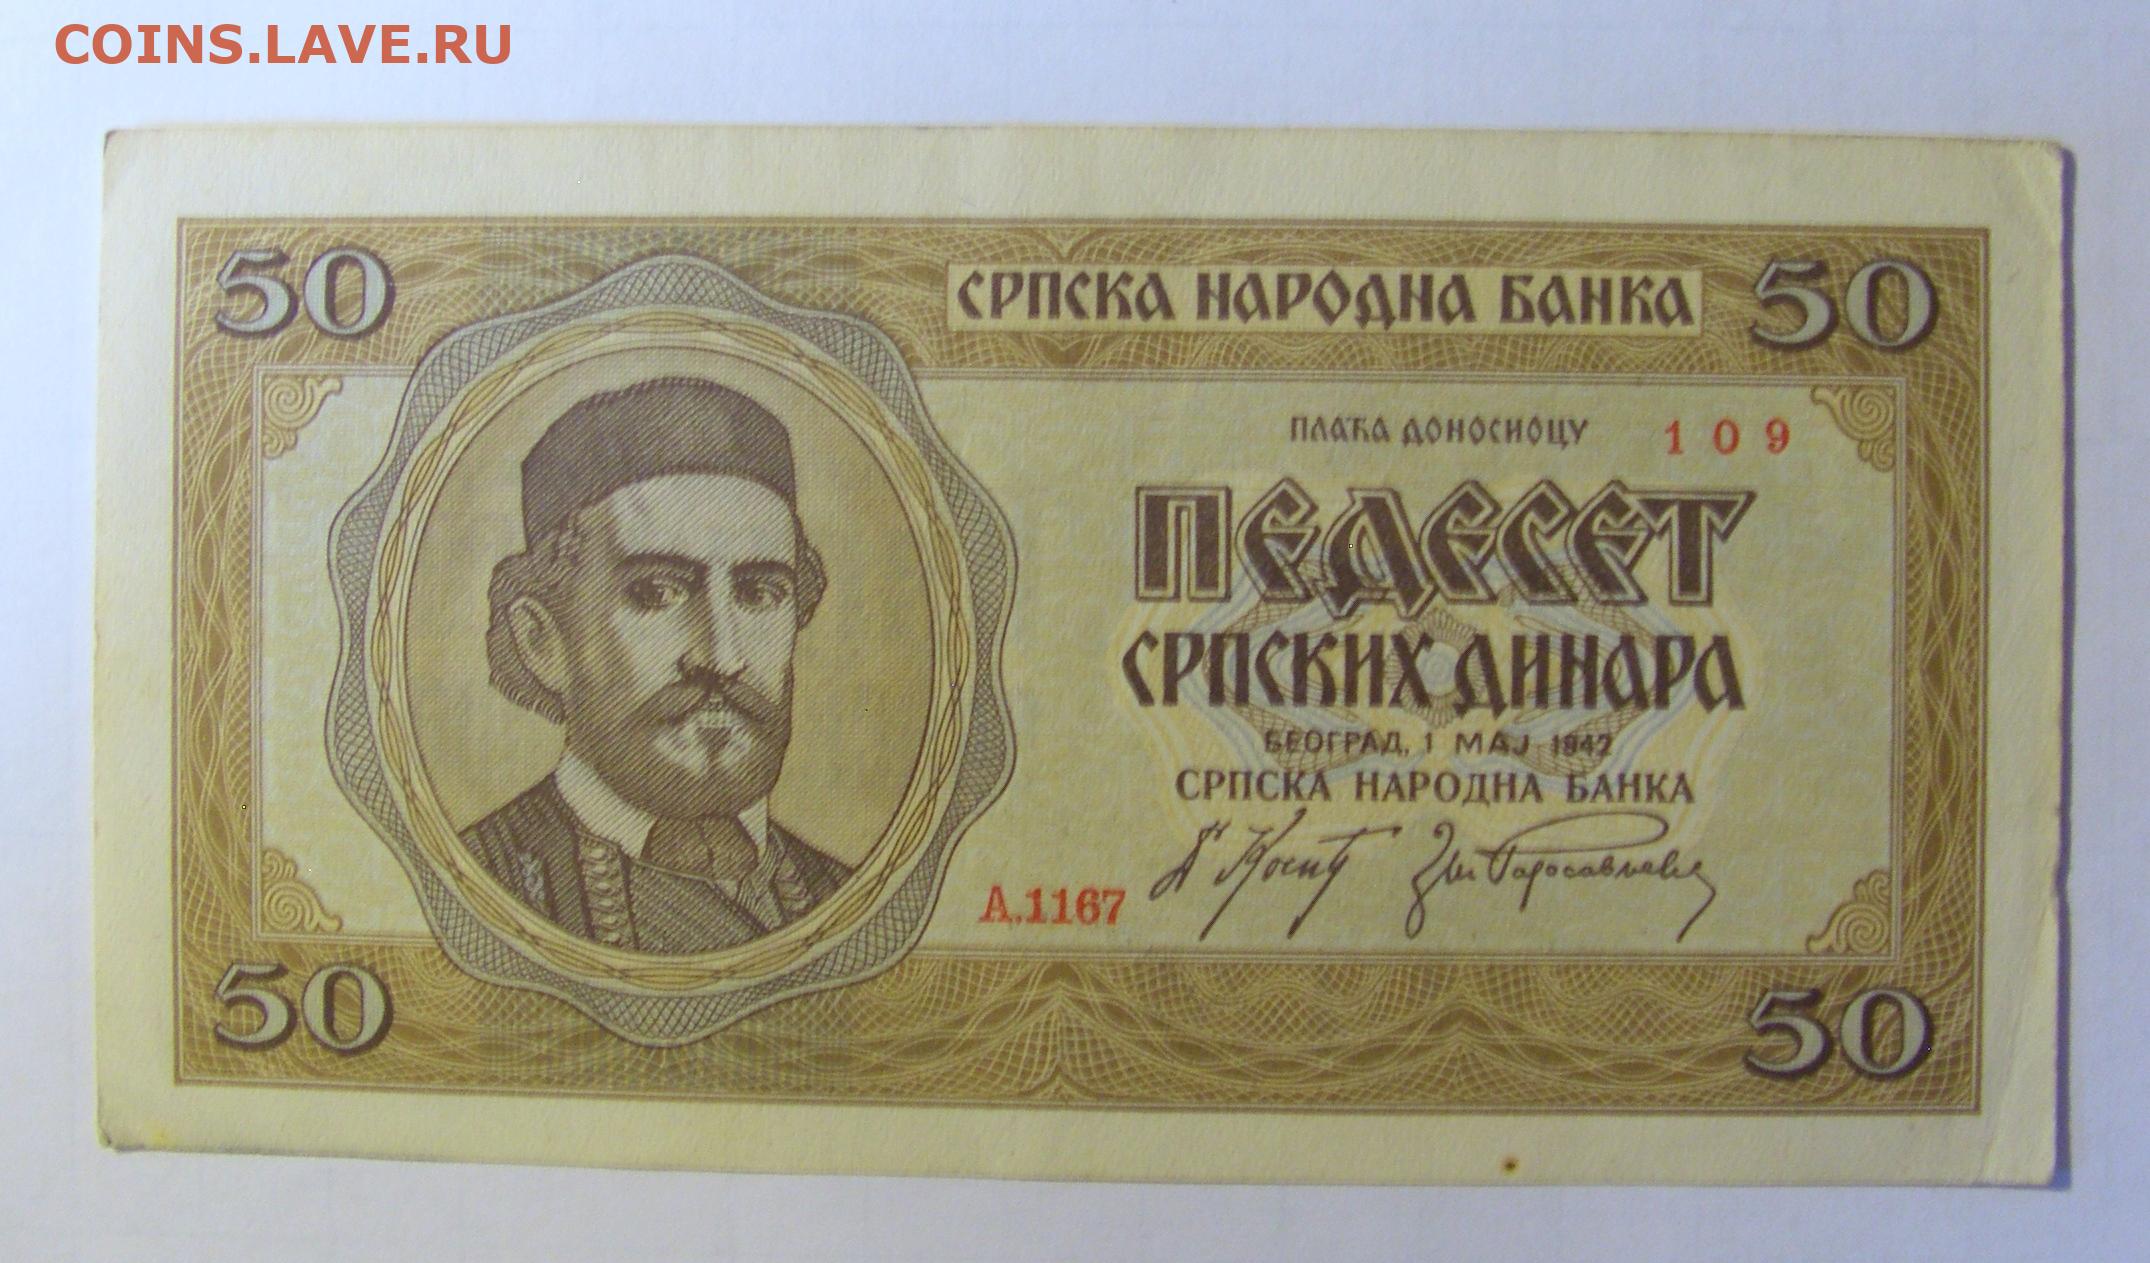 COINS.LAVE.RU
50 СРПСКА НАРОДНА БАНКА 50
ПЛАЋА ДОНОСИОЦУ 109
ПЕДЕСЕТ
СРПСКИХ ДИНАРА
БЕОГРАД, 1 МАЈ 1942
СРПСКА НАРОДНА БАНКА
А.1167
50 50